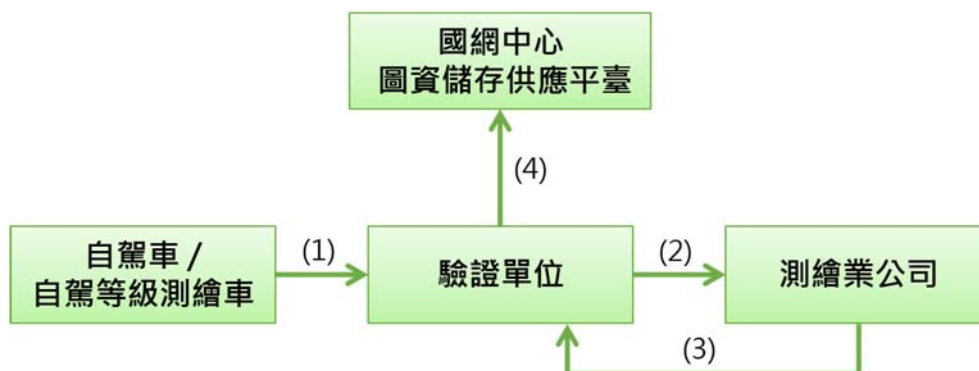 國網中心
圖資儲存供應平臺
(4)
自駕車 /
自駕等級測繪車
(1)
驗證單位
(2)
測繪業公司
(3)